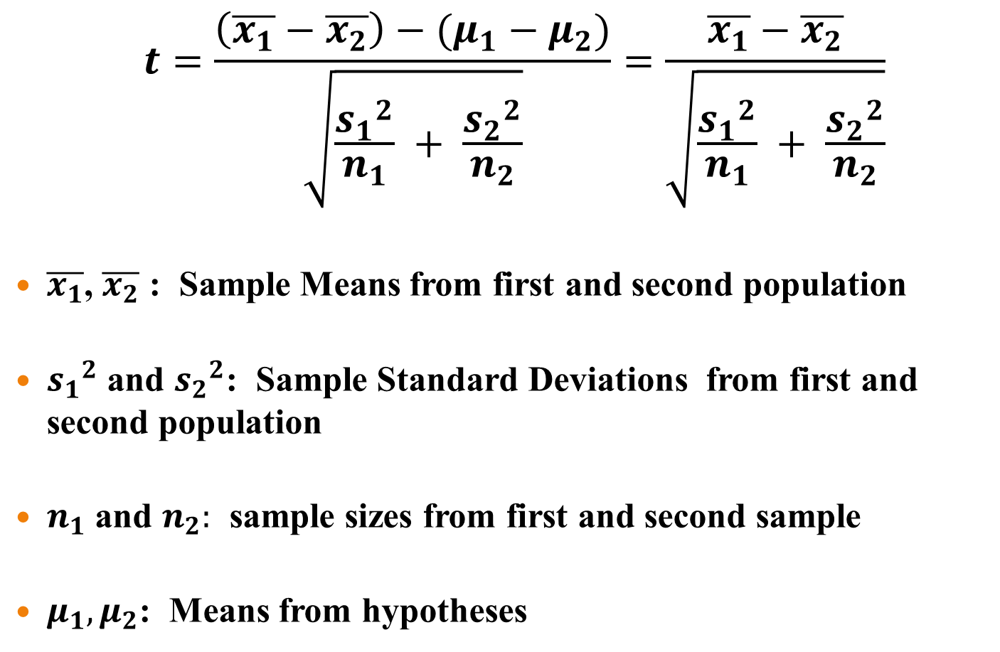 t = \frac{(\overline{x_1} - \overline{x_2}) - (\mu_1 - \mu_2)}{\sqrt{\frac{s_1^2}{n_1} + \frac{s_2^2}{n_2}}} = \frac{\overline{x_1} - \overline{x_2}}{\sqrt{\frac{s_1^2}{n_1} + \frac{s_2^2}{n_2}}}
• \overline{x_1}, \overline{x_2} : Sample Means from first and second population
• s_1^2 and s_2^2: Sample Standard Deviations from first and
second population
• n_1 and n_2: sample sizes from first and second sample
• μ_1, μ_2: Means from hypotheses